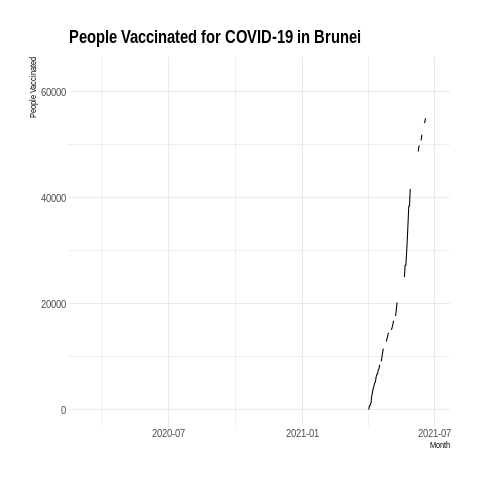 People Vaccinated for COVID-19 in Brunei
People Vaccinated
60000
40000
20000
0
2020-07
2021-01
2021-07
Month